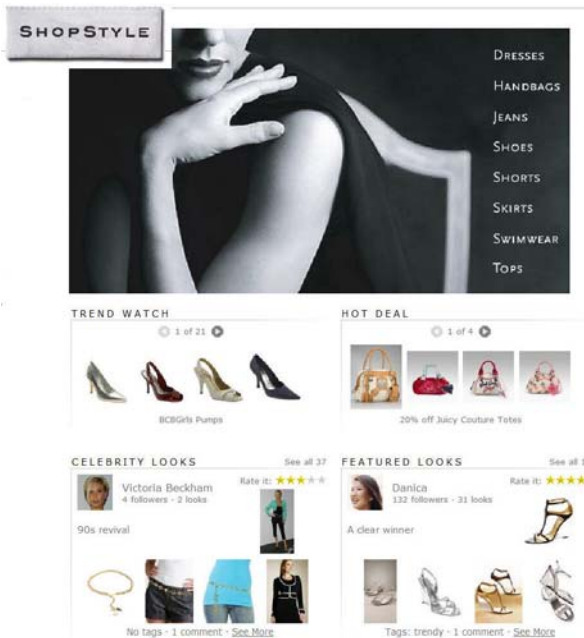 SHOPSTYLE
DRESSES
HANDBAGS
JEANS
SHOES
SHORTS
SKIRTS
SWIMWEAR
TOPS
TREND WATCH
1 of 21
BCBGirls Pumps
HOT DEAL
1 of 4
20% off Juicy Couture Totes
CELEBRITY LOOKS
See all 37
Victoria Beckham
Rate it:
4 followers - 2 looks
90s revival
No tags - 1 comment - See More
FEATURED LOOKS
See all
Danica
Rate it:
132 followers - 31 looks
A clear winner
Tags: trendy - 1 comment - See More